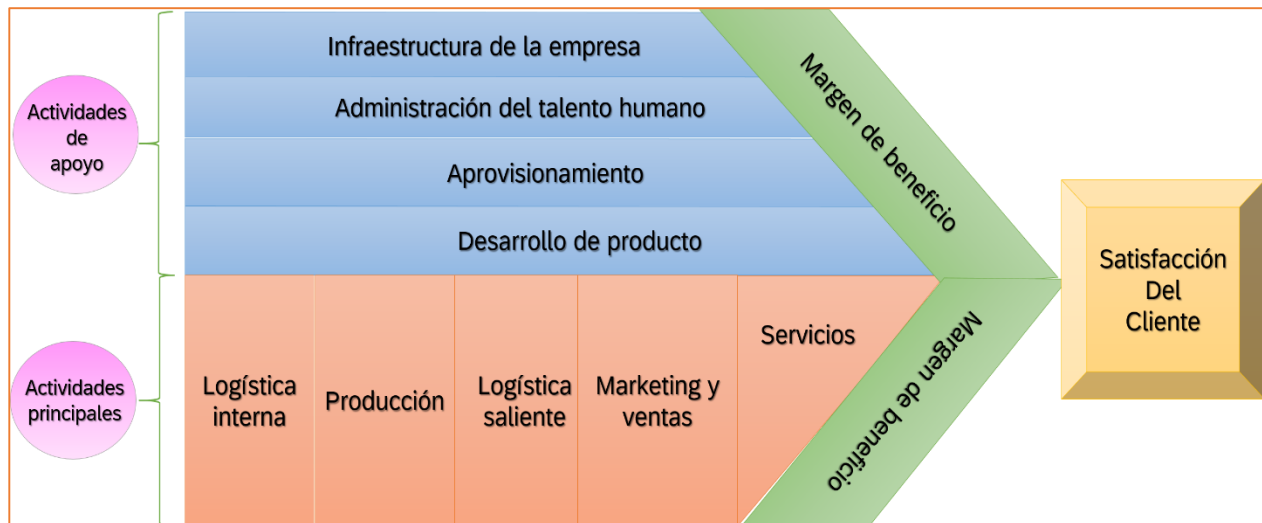 Infraestructura de la empresa
Administración del talento humano
Aprovisionamiento
Desarrollo de producto
Actividades
de
apoyo
Margen de beneficio
Satisfacción
Del
Cliente
Actividades
principales
Logística
interna
Producción
Logística
saliente
Marketing y
ventas
Servicios
Margen de beneficio